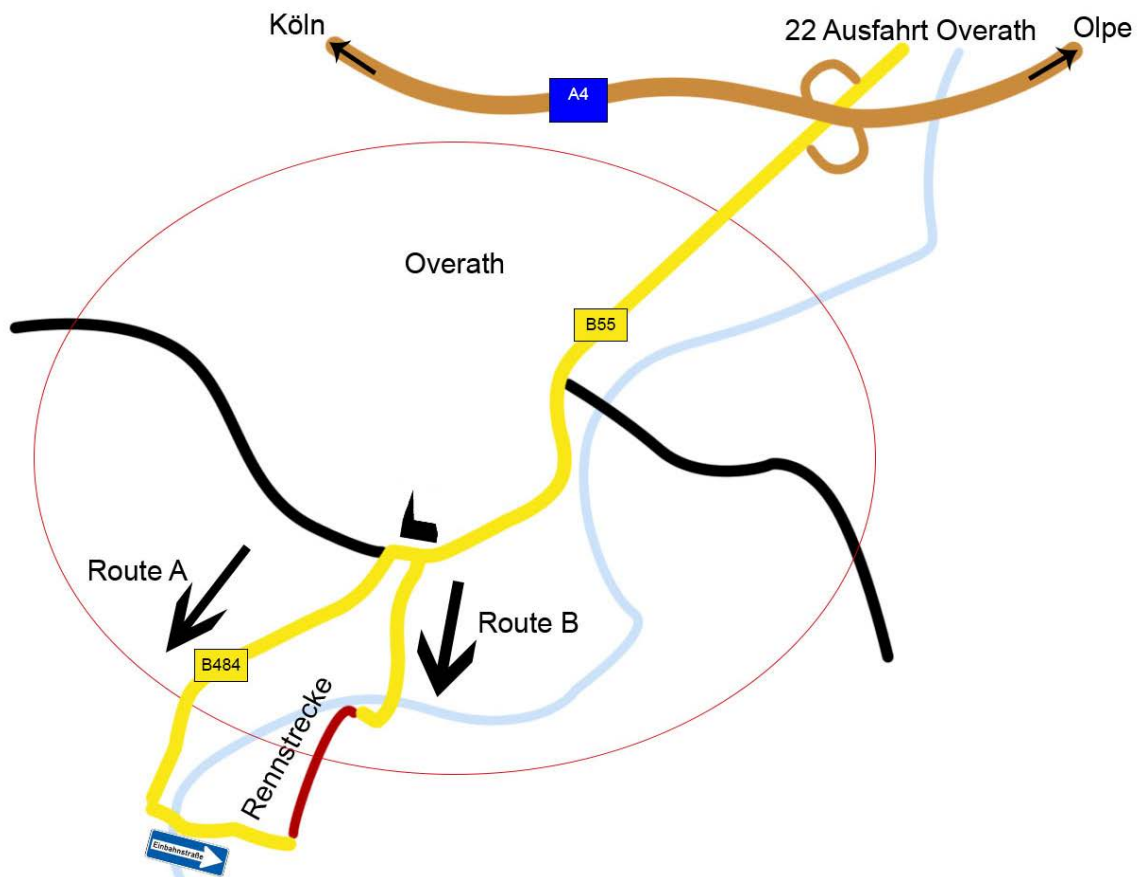 Köln
22 Ausfahrt Overath
Olpe
A4
Overath
B55
Route A
Route B
B484
Rennstrecke
Einbahnstraße